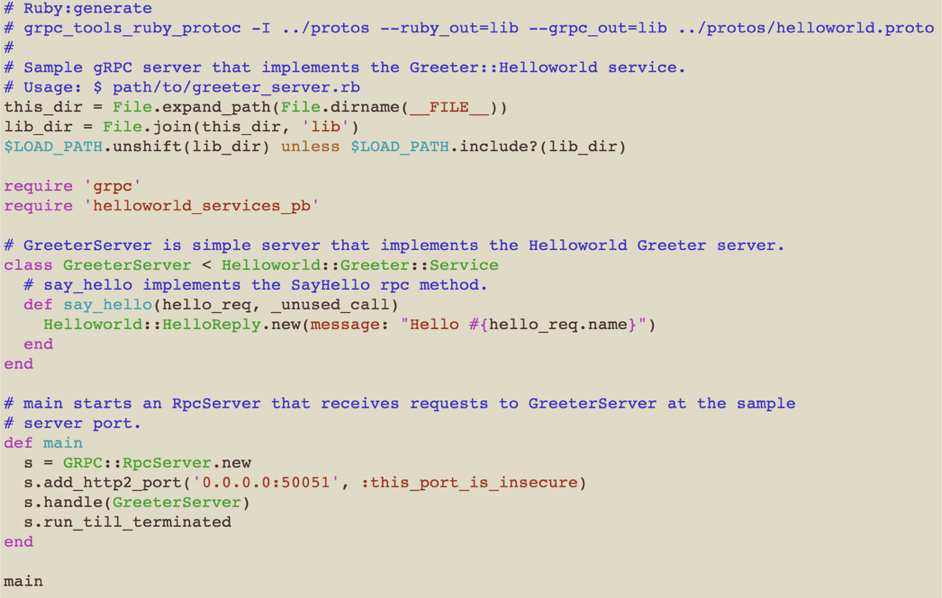 # Ruby:generate
# grpc_tools_ruby_protoc -I ../protos --ruby_out=lib --grpc_out=lib ../protos/helloworld.proto
#
# Sample gRPC server that implements the Greeter::Helloworld service.
# Usage: $ path/to/greeter_server.rb
this_dir = File.expand_path(File.dirname(__FILE__))
lib_dir = File.join(this_dir, 'lib')
$LOAD_PATH.unshift(lib_dir) unless $LOAD_PATH.include?(lib_dir)

require 'grpc'
require 'helloworld_services_pb'

# GreeterServer is simple server that implements the Helloworld Greeter server.
class GreeterServer < Helloworld::Greeter::Service
  # say_hello implements the SayHello rpc method.
  def say_hello(hello_req, _unused_call)
    Helloworld::HelloReply.new(message: "Hello #{hello_req.name}")
  end
end

# main starts an RpcServer that receives requests to GreeterServer at the sample
# server port.
def main
  s = GRPC::RpcServer.new
  s.add_http2_port('0.0.0.0:50051', :this_port_is_insecure)
  s.handle(GreeterServer)
  s.run_till_terminated
end

main